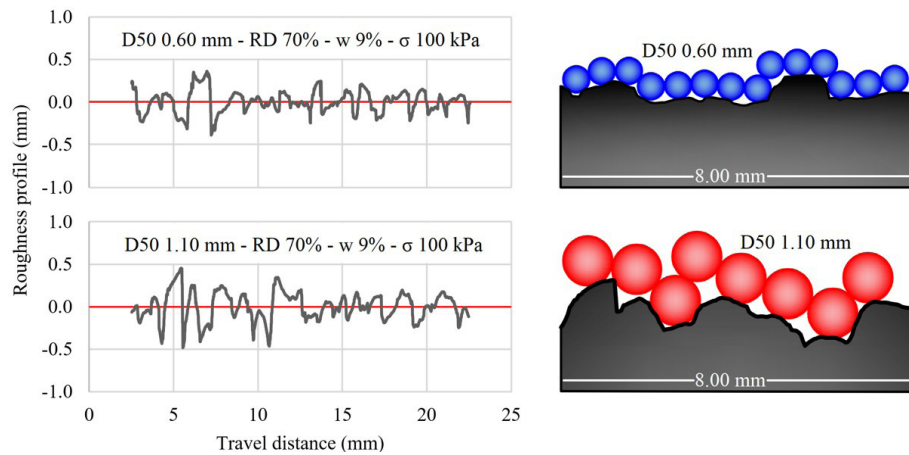 1.0
D50 0.60 mm - RD 70%- w 9% - σ 100 kPa
0.5
0.0
-0.5
-1.0
1.0
D50 1.10 mm - RD 70%- w 9% - σ 100 kPa
0.5
0.0
-0.5
-1.0
0 5 10 15 20 25
Travel distance (mm)
Roughness profile (mm)
D50 0.60 mm
8.00 mm
D50 1.10 mm
8.00 mm